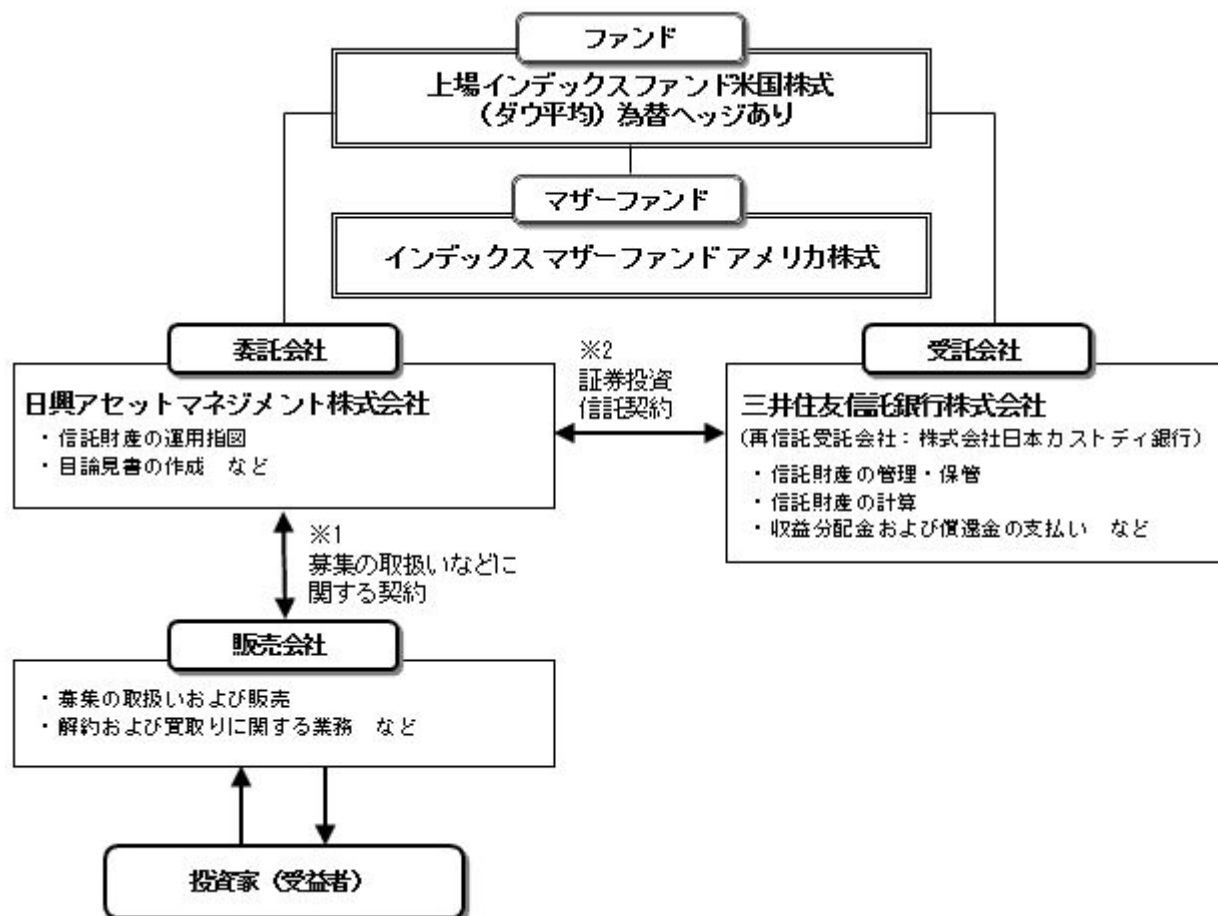 ファンド
上場インデックスファンド米国株式
(ダウ平均)為替ヘッジあり
マザーファンド
インデックス マザーファンド アメリカ株式
委託会社
日興アセットマネジメント株式会社
・信託財産の運用指図
・目論見書の作成 など
※2
証券投資
信託契約
受託会社
三井住友信託銀行株式会社
(再信託受託会社:株式会社日本カストディ銀行)
・信託財産の管理・保管
・信託財産の計算
・収益分配金および償還金の支払い など
※1
募集の取扱いなどに
関する契約
販売会社
・募集の取扱いおよび販売
・解約および買取りに関する業務 など
投資家(受益者)